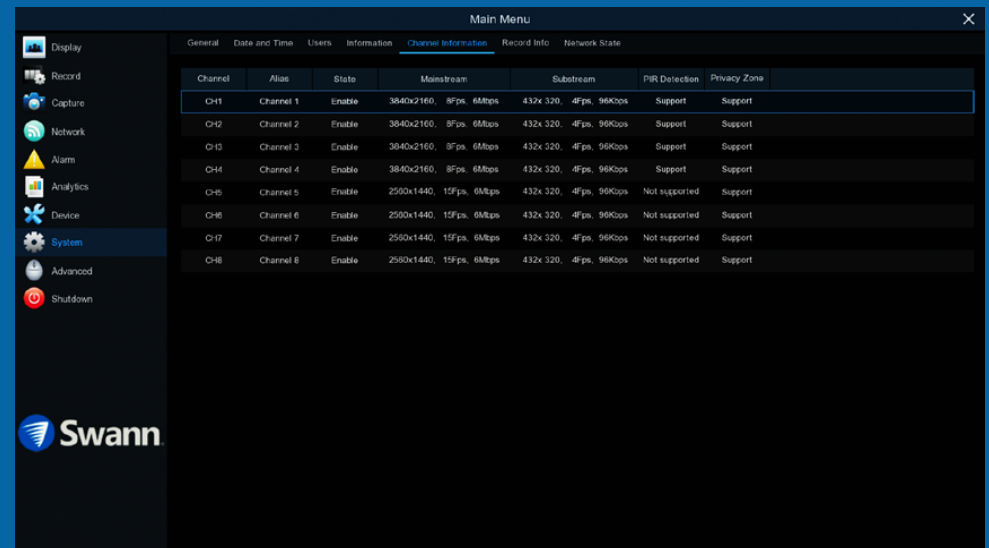 Main Menu
Display
Record
Capture
Network
Alarm
Analytics
Device
System
Advanced
Shutdown
Swann
General Date and Time Users Information Channel Information Record Info Network State
Channel Alias State Mainstream Substream PIR Detection Privacy Zone
CH1 Channel 1 Enable 3840x2160, 8Fps, 6Mbps 432x 320, 4Fps, 96Kbps Support Support
CH2 Channel 2 Enable 3840x2160, 8Fps, 6Mbps 432x 320, 4Fps, 96Kbps Support Support
CH3 Channel 3 Enable 3840x2160, 8Fps, 6Mbps 432x 320, 4Fps, 96Kbps Support Support
CH4 Channel 4 Enable 3840x2160, 8Fps, 6Mbps 432x 320, 4Fps, 96Kbps Support Support
CH5 Channel 5 Enable 2560x1440, 15Fps, 6Mbps 432x 320, 4Fps, 96Kbps Not supported Support
CH6 Channel 6 Enable 2560x1440, 15Fps, 6Mbps 432x 320, 4Fps, 96Kbps Not supported Support
CH7 Channel 7 Enable 2560x1440, 15Fps, 6Mbps 432x 320, 4Fps, 96Kbps Not supported Support
CH8 Channel 8 Enable 2560x1440, 15Fps, 6Mbps 432x 320, 4Fps, 96Kbps Not supported Support